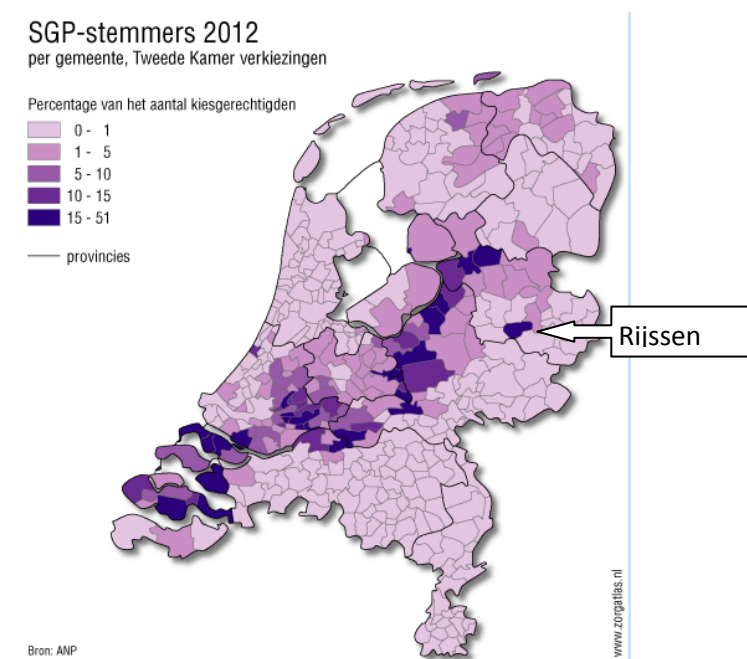 SGP-stemmers 2012
per gemeente, Tweede Kamer verkiezingen
Percentage van het aantal kiesgerechtigden
0 - 1
1 - 5
5 - 10
10 - 15
15 - 51
provincies
Rijssen
www.zorgatlas.nl
Bron: ANP